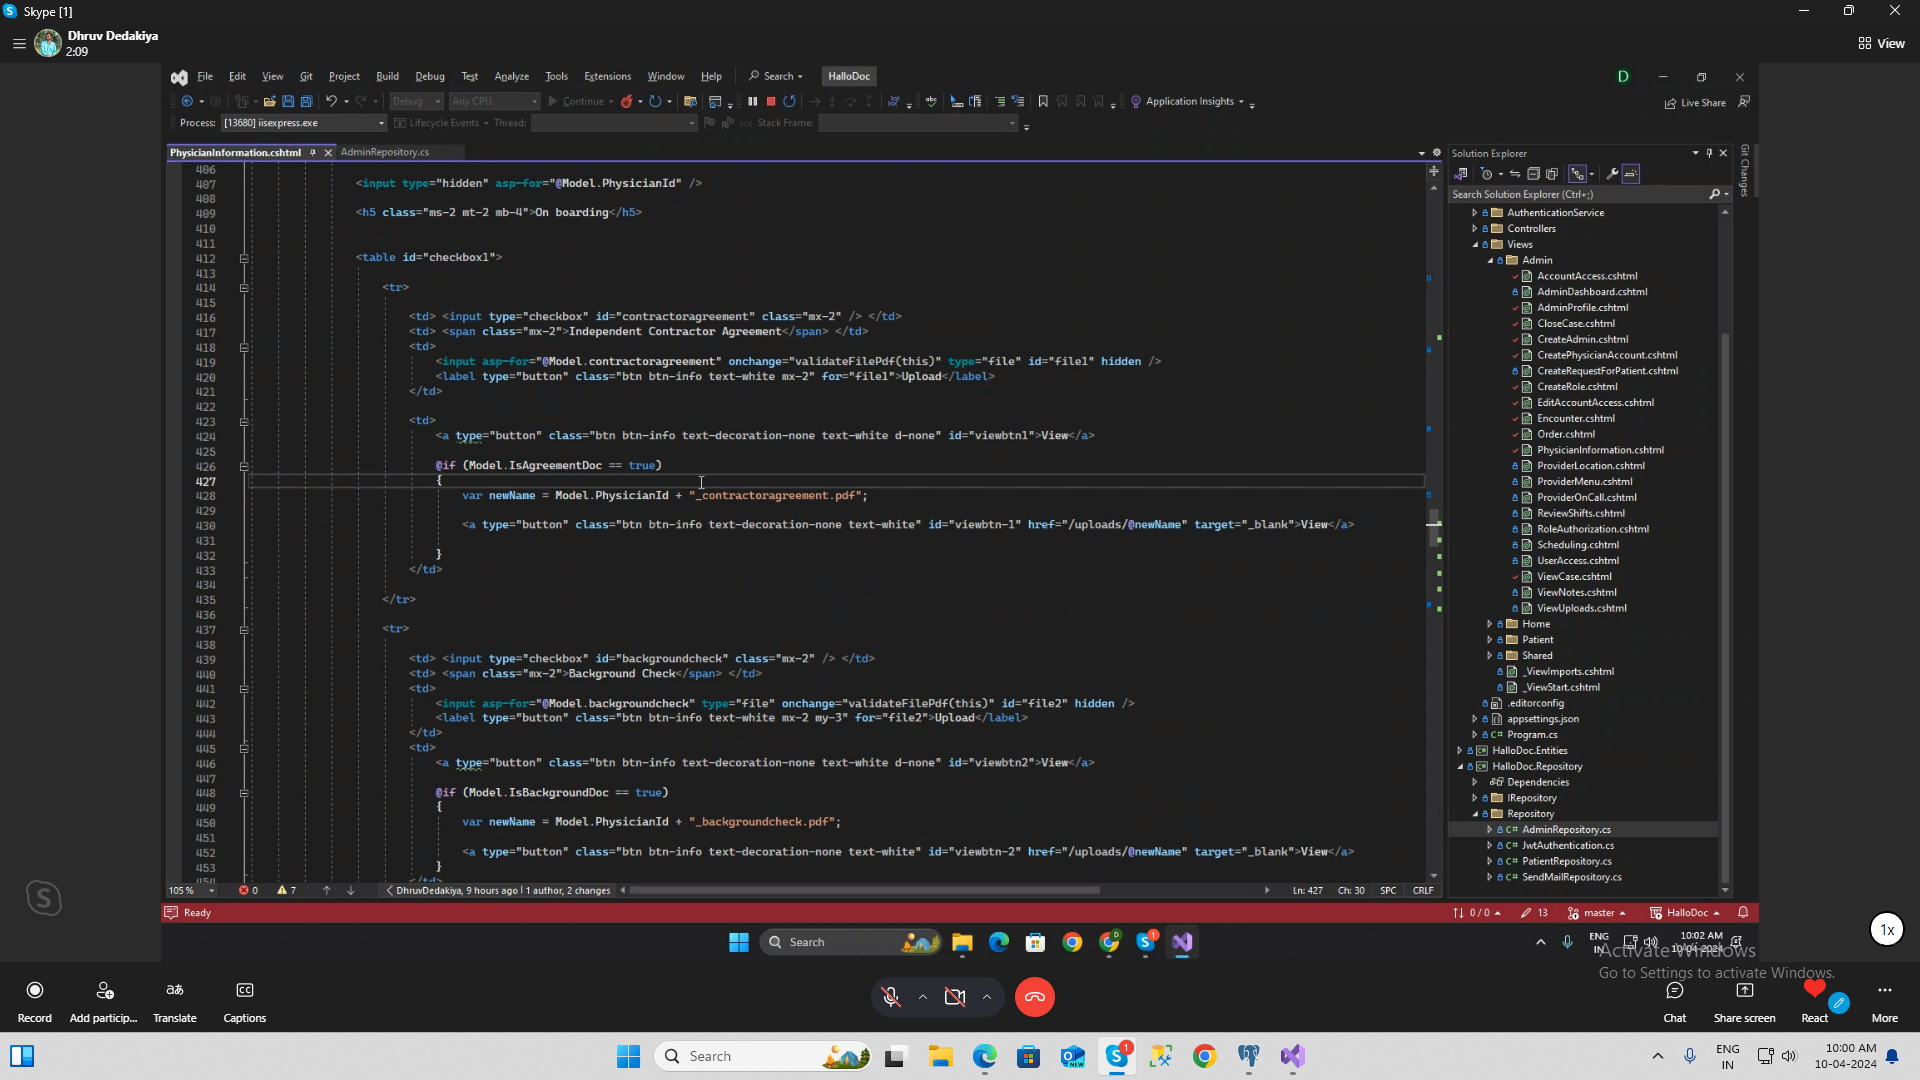 Skype [1]
Dhruv Dedakiya
2:09
View
File Edit View Git Project Build Debug Test Analyze Tools Extensions Window Help Search HalloDoc D
Debug Any CPU Continue Application Insights Live Share
Process: [13680] iisexpress.exe Lifecycle Events Thread: Stack Frame:
PhysicianInformation.cshtml AdminRepository.cs
406
407 <input type="hidden" asp-for="@Model.PhysicianId" />
408
409 <h5 class="ms-2 mt-2 mb-4">On boarding</h5>
410
411
412 <table id="checkbox1">
413
414 <tr>
415
416 <td> <input type="checkbox" id="contractoragreement" class="mx-2" /> </td>
417 <td> <span class="mx-2">Independent Contractor Agreement</span> </td>
418 <td>
419 <input asp-for="@Model.contractoragreement" onchange="validateFilePdf(this)" type="file" id="file1" hidden />
420 <label type="button" class="btn btn-info text-white mx-2" for="file1">Upload</label>
421 </td>
422
423 <td>
424 <a type="button" class="btn btn-info text-decoration-none text-white d-none" id="viewbtn1">View</a>
425
426 @if (Model.IsAgreementDoc == true)
427 {
428 var newName = Model.PhysicianId + "_contractoragreement.pdf";
429
430 <a type="button" class="btn btn-info text-decoration-none text-white" id="viewbtn-1" href="/uploads/@newName" target="_blank">View</a>
431
432 }
433 </td>
434
435 </tr>
436
437 <tr>
438
439 <td> <input type="checkbox" id="backgroundcheck" class="mx-2" /> </td>
440 <td> <span class="mx-2">Background Check</span> </td>
441 <td>
442 <input asp-for="@Model.backgroundcheck" type="file" onchange="validateFilePdf(this)" id="file2" hidden />
443 <label type="button" class="btn btn-info text-white mx-2 my-3" for="file2">Upload</label>
444 </td>
445 <td>
446 <a type="button" class="btn btn-info text-decoration-none text-white d-none" id="viewbtn2">View</a>
447
448 @if (Model.IsBackgroundDoc == true)
449 {
450 var newName = Model.PhysicianId + "_backgroundcheck.pdf";
451
452 <a type="button" class="btn btn-info text-decoration-none text-white" id="viewbtn-2" href="/uploads/@newName" target="_blank">View</a>
453 }
</td>
Solution Explorer
Search Solution Explorer (Ctrl+;)
AuthenticationService
Controllers
Views
Admin
AccountAccess.cshtml
AdminDashboard.cshtml
AdminProfile.cshtml
CloseCase.cshtml
CreateAdmin.cshtml
CreatePhysicianAccount.cshtml
CreateRequestForPatient.cshtml
CreateRole.cshtml
EditAccountAccess.cshtml
Encounter.cshtml
Order.cshtml
PhysicianInformation.cshtml
ProviderLocation.cshtml
ProviderMenu.cshtml
ProviderOnCall.cshtml
ReviewShifts.cshtml
RoleAuthorization.cshtml
Scheduling.cshtml
UserAccess.cshtml
ViewCase.cshtml
ViewNotes.cshtml
ViewUploads.cshtml
Home
Patient
Shared
_ViewImports.cshtml
_ViewStart.cshtml
.editorconfig
appsettings.json
C# Program.cs
HalloDoc.Entities
HalloDoc.Repository
Dependencies
IRepository
Repository
C# AdminRepository.cs
C# JwtAuthentication.cs
C# PatientRepository.cs
C# SendMailRepository.cs
Git Changes
105 % 0 7 DhruvDedakiya, 9 hours ago | 1 author, 2 changes Ln: 427 Ch: 30 SPC CRLF
Ready 0 / 0 13 master HalloDoc
Search ENG IN 10:02 AM 10-04-2024
1x
Activate Windows
Go to Settings to activate Windows.
Record Add particip... Translate Captions Chat Share screen React More
Search 1 ENG IN 10:00 AM 10-04-2024